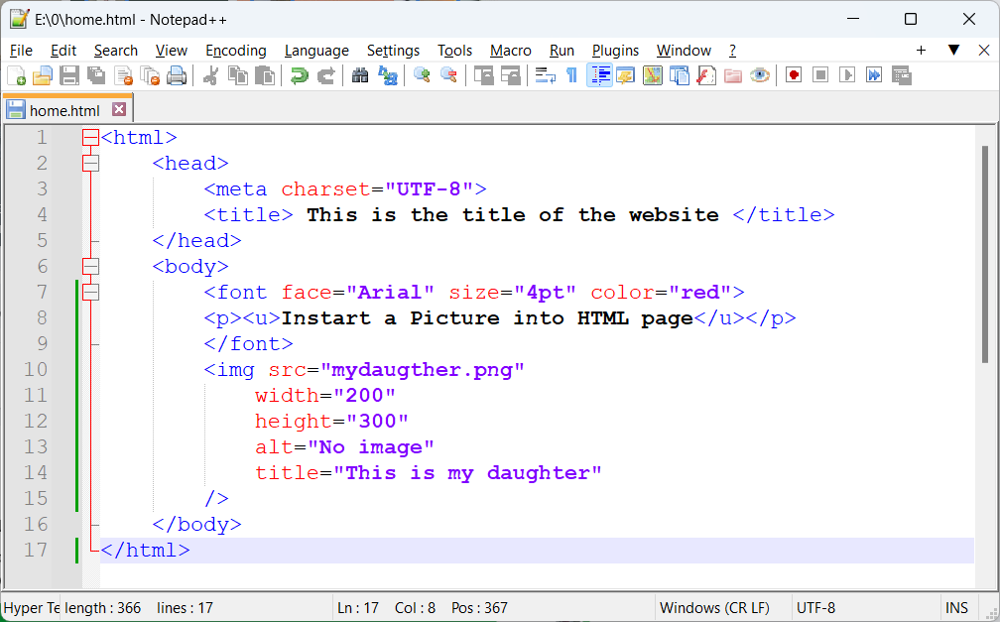 E:\0\home.html - Notepad++
File Edit Search View Encoding Language Settings Tools Macro Run Plugins Window ? + ▼ X
home.html
1 <html>
2 <head>
3 <meta charset="UTF-8">
4 <title> This is the title of the website </title>
5 </head>
6 <body>
7 <font face="Arial" size="4pt" color="red">
8 <p><u>Instart a Picture into HTML page</u></p>
9 </font>
10 <img src="mydaugther.png"
11 width="200"
12 height="300"
13 alt="No image"
14 title="This is my daughter"
15 />
16 </body>
17 </html>
Hyper Te length : 366 lines : 17 Ln : 17 Col : 8 Pos : 367 Windows (CR LF) UTF-8 INS